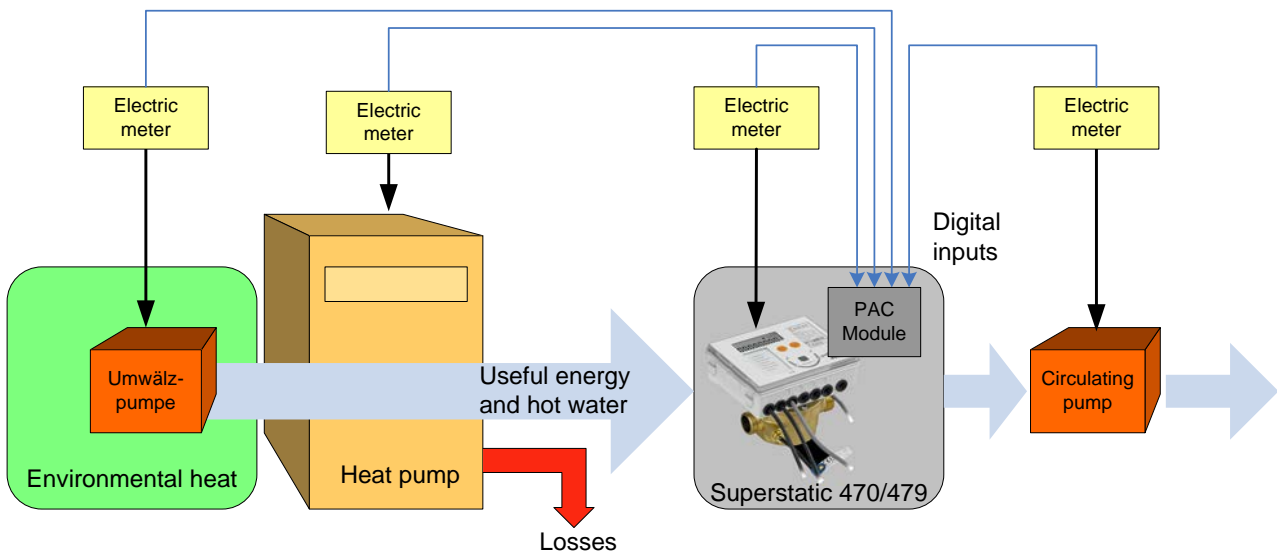 Electric
meter
Electric
meter
Electric
meter
Electric
meter
Digital
inputs
PAC
Module
Umwälz-
pumpe
Useful energy
and hot water
Circulating
pump
Environmental heat
Heat pump
Superstatic 470/479
Losses